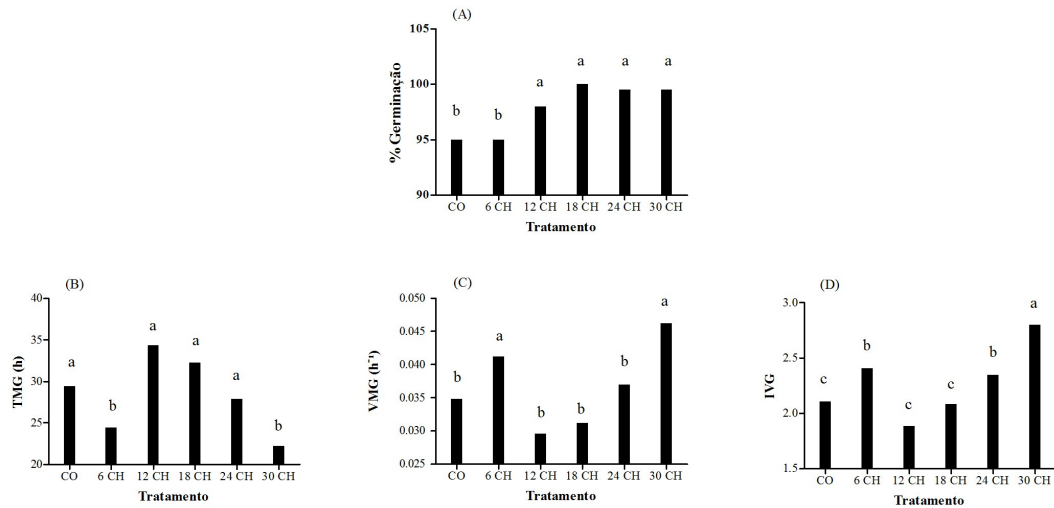 (A)
% Germinação
105
100
95
90
b
b
a
a
a
a
CO
6 CH
12 CH
18 CH
24 CH
30 CH
Tratamento
(B)
TMG (h)
40
35
30
25
20
a
b
a
a
a
b
CO
6 CH
12 CH
18 CH
24 CH
30 CH
Tratamento
(C)
VMG (h⁻¹)
0.050
0.045
0.040
0.035
0.030
0.025
b
a
b
b
b
a
CO
6 CH
12 CH
18 CH
24 CH
30 CH
Tratamento
(D)
IVG
3.0
2.5
2.0
1.5
c
b
c
c
b
a
CO
6 CH
12 CH
18 CH
24 CH
30 CH
Tratamento